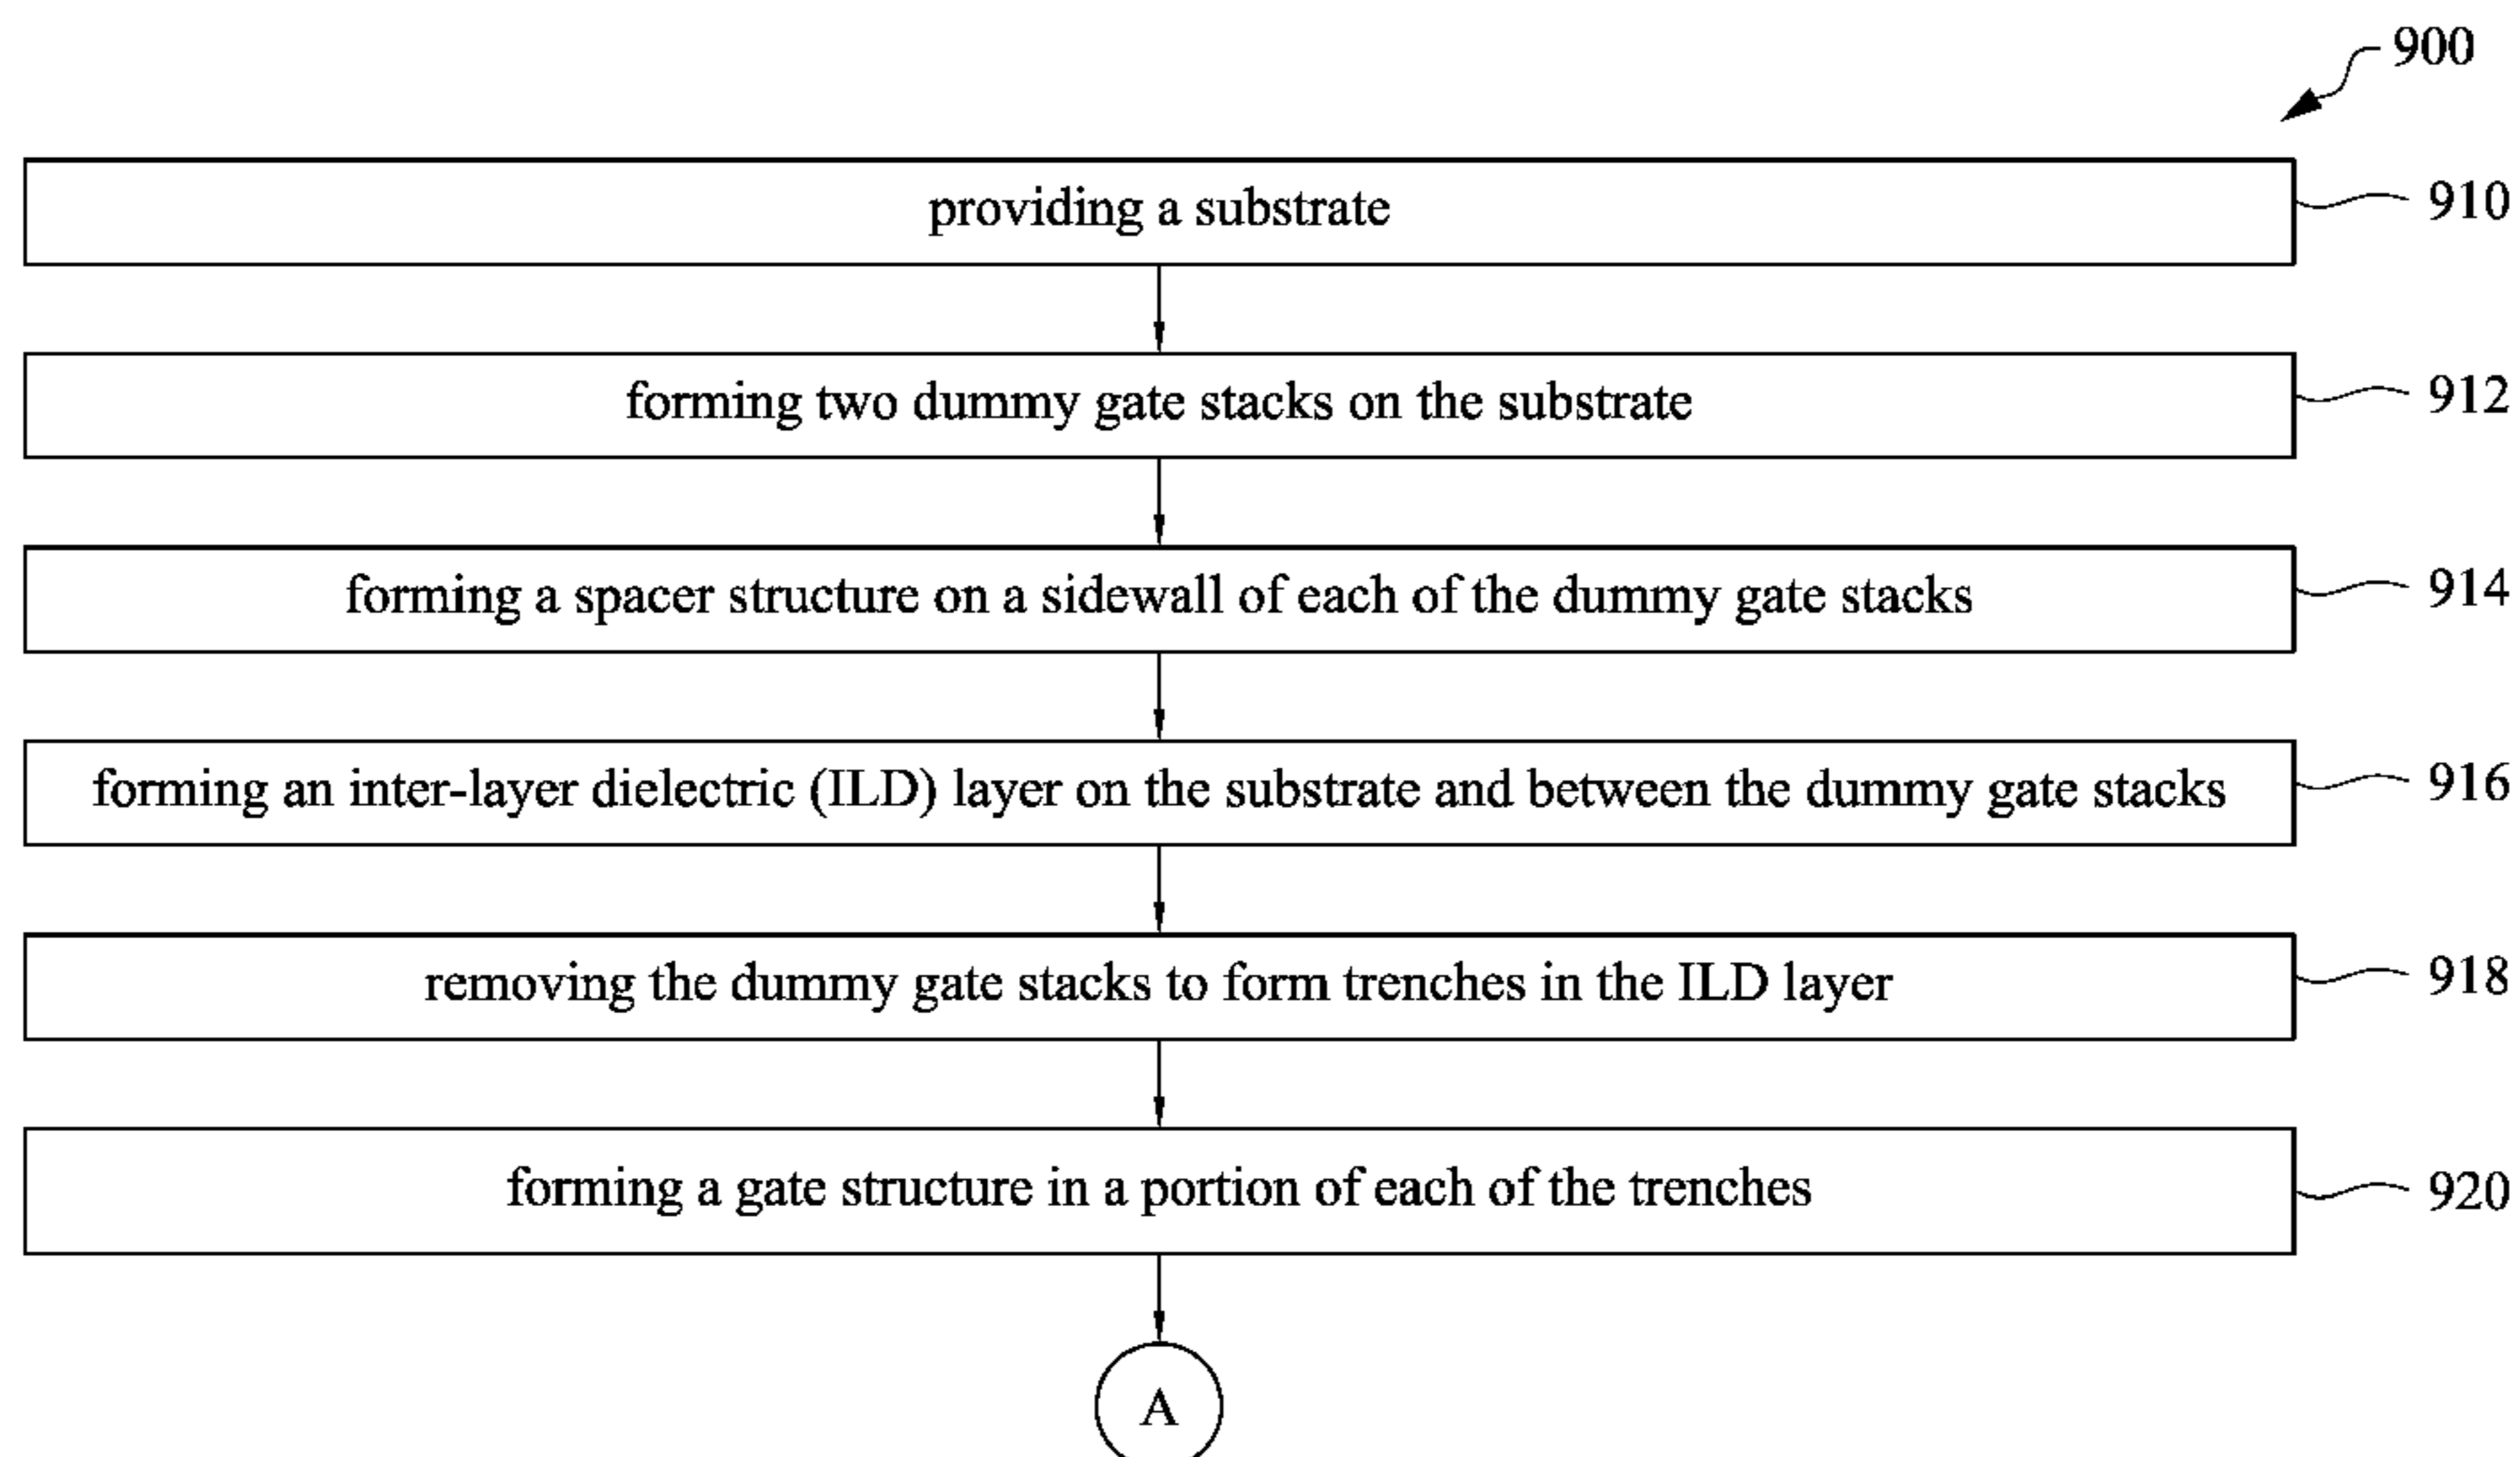 900
providing a substrate 910
forming two dummy gate stacks on the substrate 912
forming a spacer structure on a sidewall of each of the dummy gate stacks 914
forming an inter-layer dielectric (ILD) layer on the substrate and between the dummy gate stacks 916
removing the dummy gate stacks to form trenches in the ILD layer 918
forming a gate structure in a portion of each of the trenches 920
A